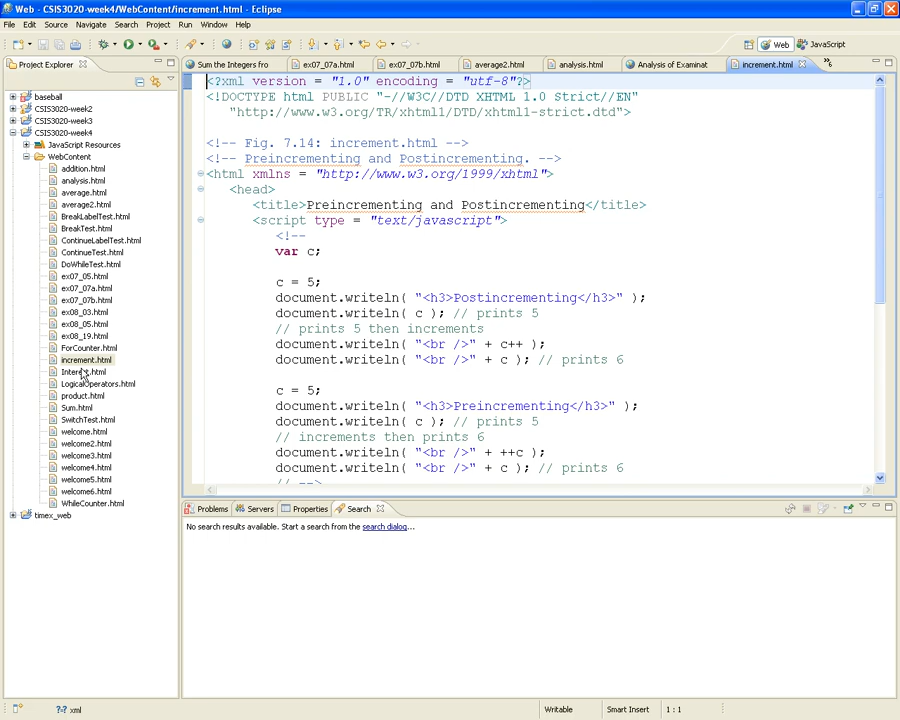 Web - CSIS3020-week4/WebContent/increment.html - Eclipse
File Edit Source Navigate Search Project Run Window Help
Web JavaScript
Project Explorer
Sum the Integers fro ex07_07a.html ex07_07b.html average2.html analysis.html Analysis of Examinat increment.html
baseball
CSIS3020-week2
CSIS3020-week3
CSIS3020-week4
JavaScript Resources
WebContent
addition.html
analysis.html
average.html
average2.html
BreakLabelTest.html
BreakTest.html
ContinueLabelTest.html
ContinueTest.html
DoWhileTest.html
ex07_05.html
ex07_07a.html
ex07_07b.html
ex08_03.html
ex08_05.html
ex08_19.html
ForCounter.html
increment.html
Interest.html
LogicalOperators.html
product.html
Sum.html
SwitchTest.html
welcome.html
welcome2.html
welcome3.html
welcome4.html
welcome5.html
welcome6.html
WhileCounter.html
timex_web
<?xml version = "1.0" encoding = "utf-8"?>
<!DOCTYPE html PUBLIC "-//W3C//DTD XHTML 1.0 Strict//EN"
"http://www.w3.org/TR/xhtml1/DTD/xhtml1-strict.dtd">
<!-- Fig. 7.14: increment.html -->
<!-- Preincrementing and Postincrementing. -->
<html xmlns = "http://www.w3.org/1999/xhtml">
<head>
<title>Preincrementing and Postincrementing</title>
<script type = "text/javascript">
<!--
var c;
c = 5;
document.writeln( "<h3>Postincrementing</h3>" );
document.writeln( c ); // prints 5
// prints 5 then increments
document.writeln( "<br />" + c++ );
document.writeln( "<br />" + c ); // prints 6
c = 5;
document.writeln( "<h3>Preincrementing</h3>" );
document.writeln( c ); // prints 5
// increments then prints 6
document.writeln( "<br />" + ++c );
document.writeln( "<br />" + c ); // prints 6
// -->
Problems Servers Properties Search
No search results available. Start a search from the search dialog...
xml Writable Smart Insert 1 : 1